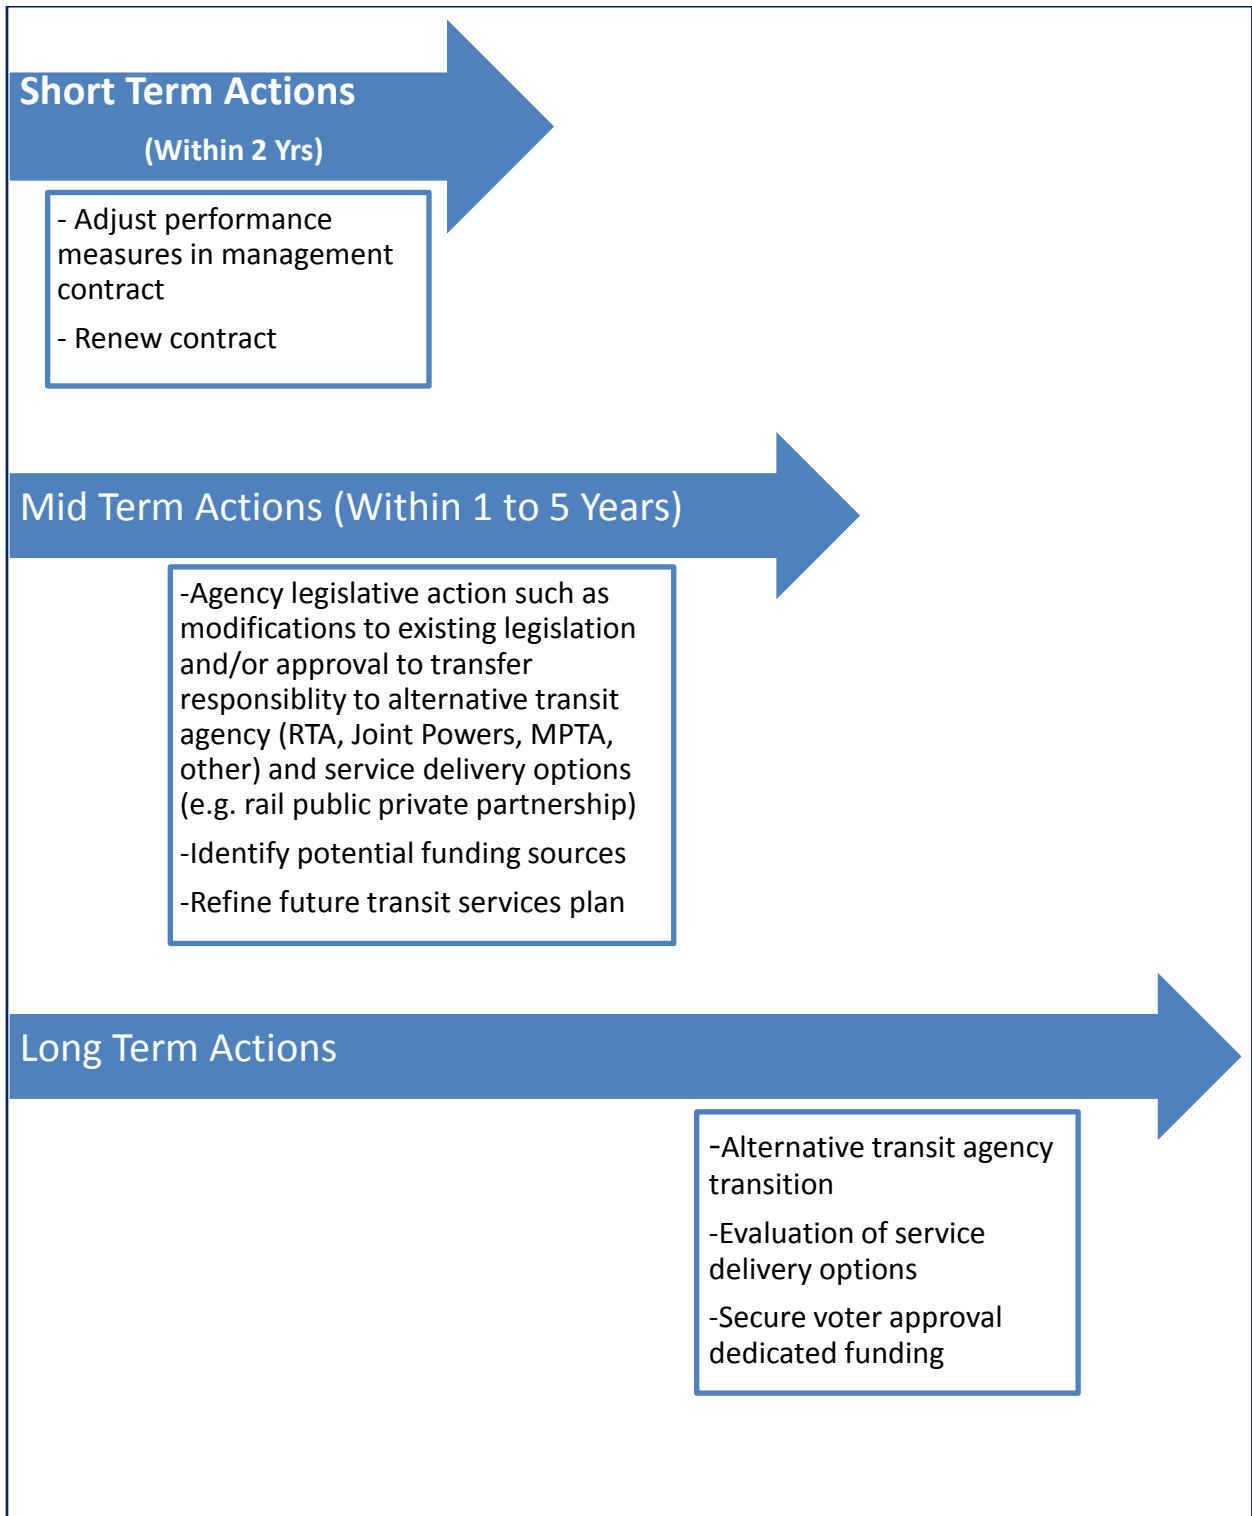 Short Term Actions
(Within 2 Yrs)
- Adjust performance
measures in management
contract
- Renew contract
Mid Term Actions (Within 1 to 5 Years)
-Agency legislative action such as
modifications to existing legislation
and/or approval to transfer
responsiblity to alternative transit
agency (RTA, Joint Powers, MPTA,
other) and service delivery options
(e.g. rail public private partnership)
-Identify potential funding sources
-Refine future transit services plan
Long Term Actions
-Alternative transit agency
transition
-Evaluation of service
delivery options
-Secure voter approval
dedicated funding